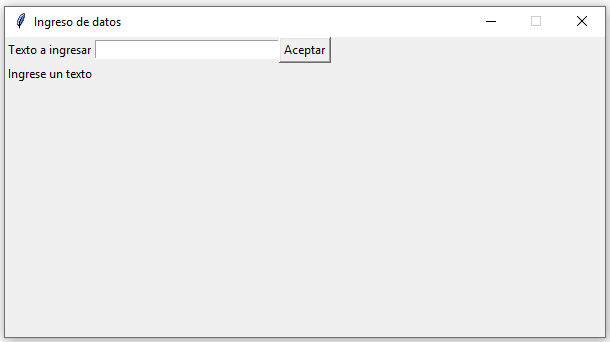 Ingreso de datos
Texto a ingresar Aceptar
Ingrese un texto